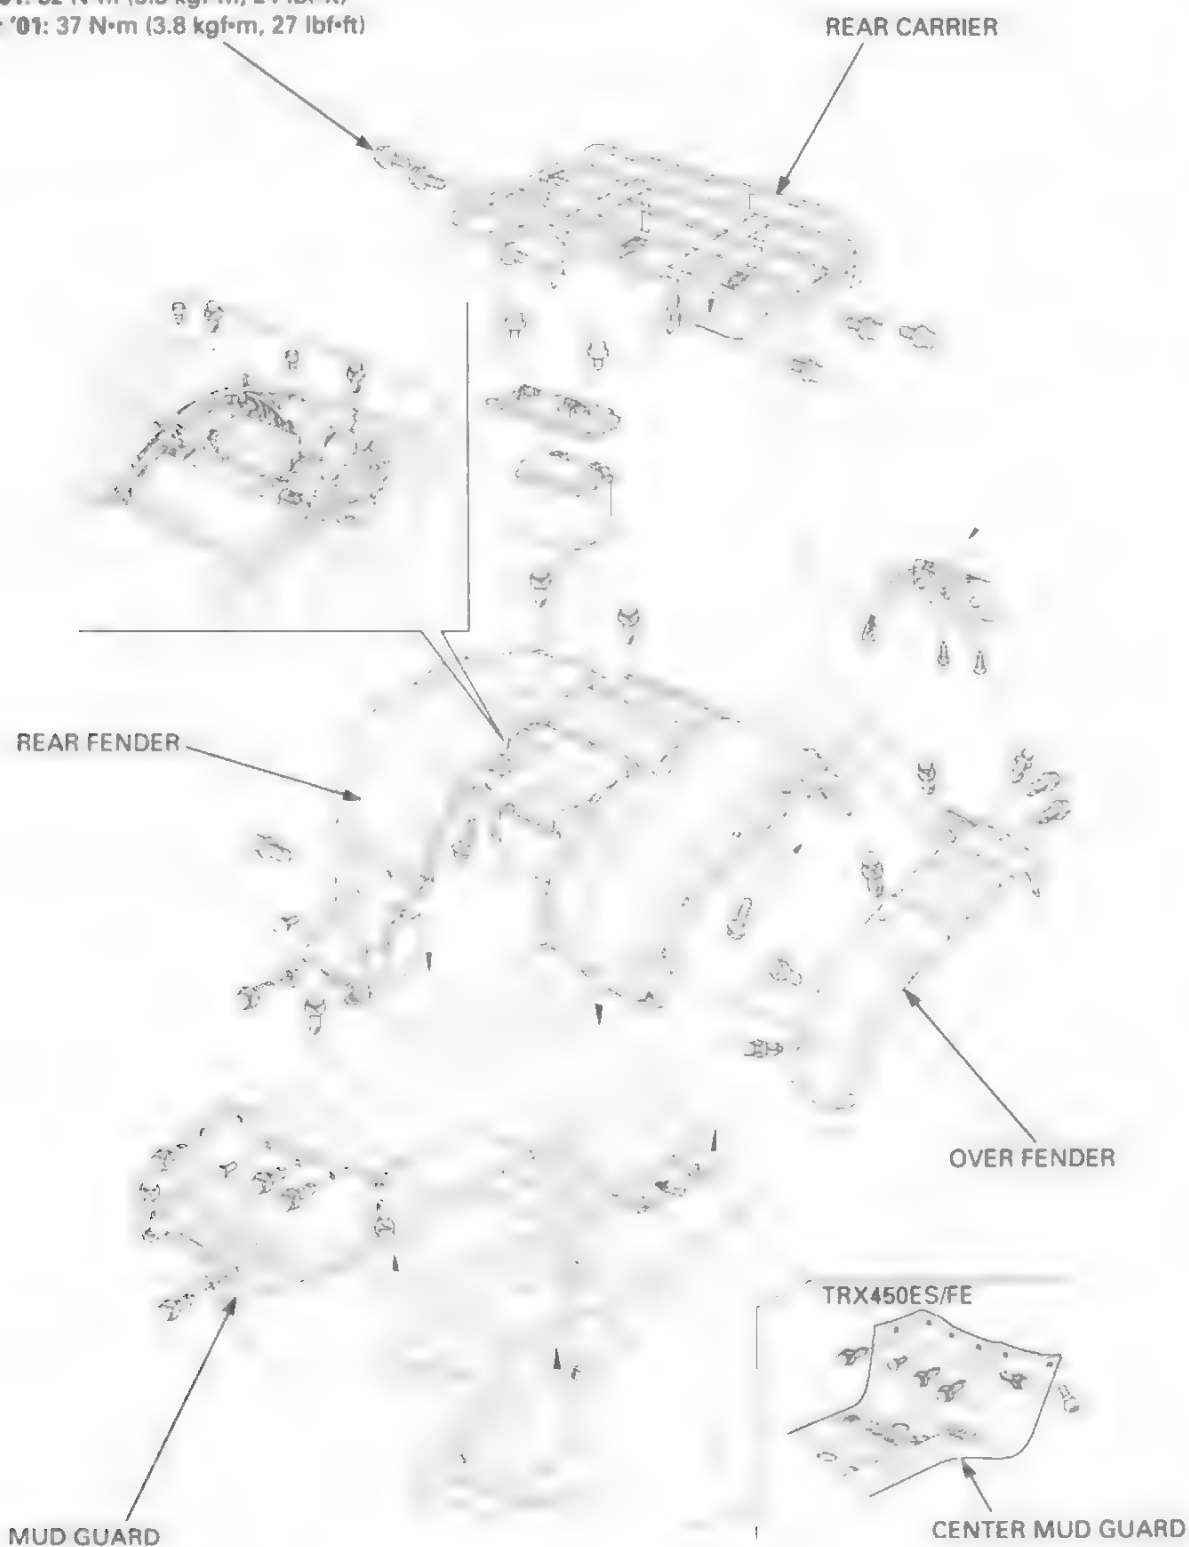 '01: 37 N•m (3.8 kgf•m, 27 lbf•ft)
REAR CARRIER
REAR FENDER
OVER FENDER
TRX450ES/FE
MUD GUARD
CENTER MUD GUARD